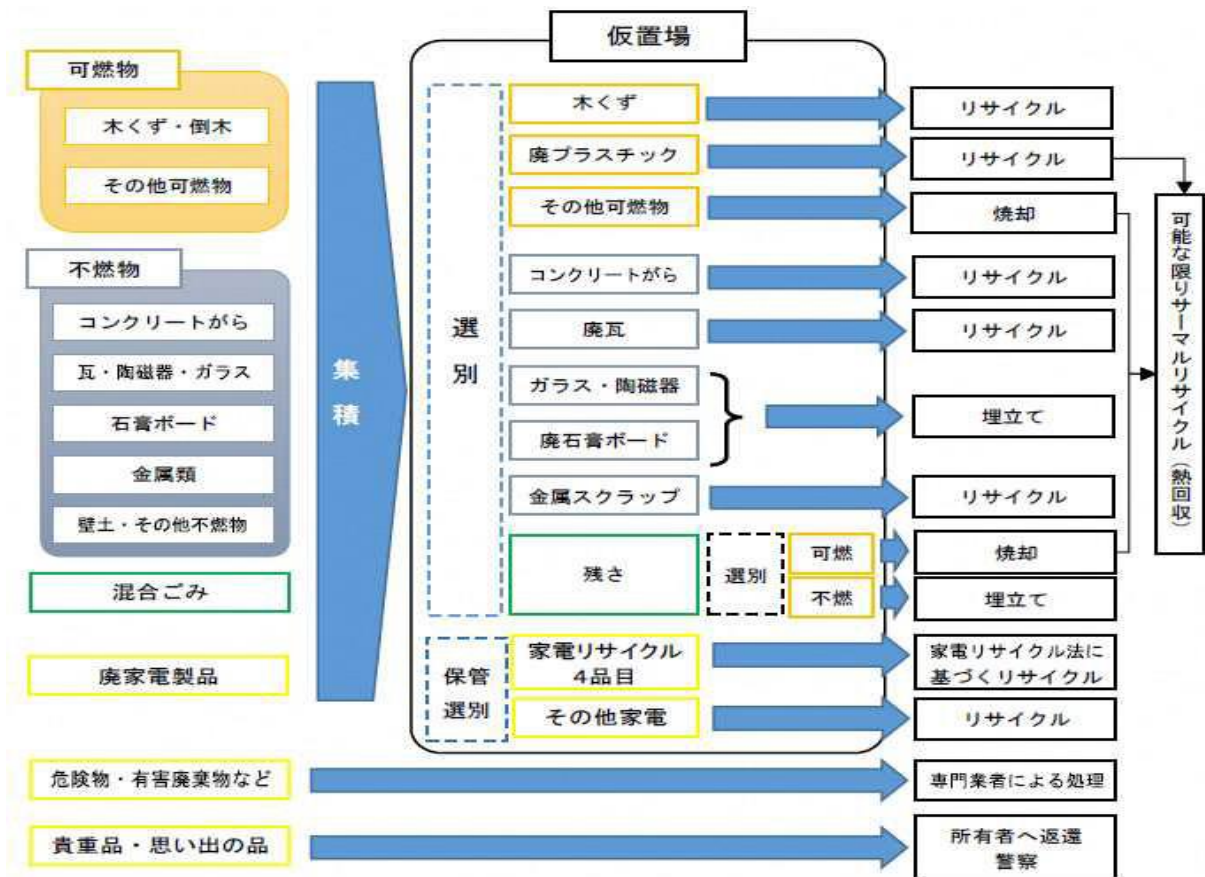 仮置場
可燃物
木くず・倒木
その他可燃物
不燃物
コンクリートがら
瓦・陶磁器・ガラス
石膏ボード
金属類
壁土・その他不燃物
混合ごみ
廃家電製品
危険物・有害廃棄物など
貴重品・思い出の品
集積
選別
木くず
廃プラスチック
その他可燃物
コンクリートがら
廃瓦
ガラス・陶磁器
廃石膏ボード
金属スクラップ
残さ
選別
可燃
不燃
保管
選別
家電リサイクル
4品目
その他家電
リサイクル
リサイクル
焼却
リサイクル
リサイクル
埋立て
リサイクル
焼却
埋立て
家電リサイクル法に
基づくリサイクル
リサイクル
専門業者による処理
所有者へ返還
警察
可能な限りサーマルリサイクル（熱回収）